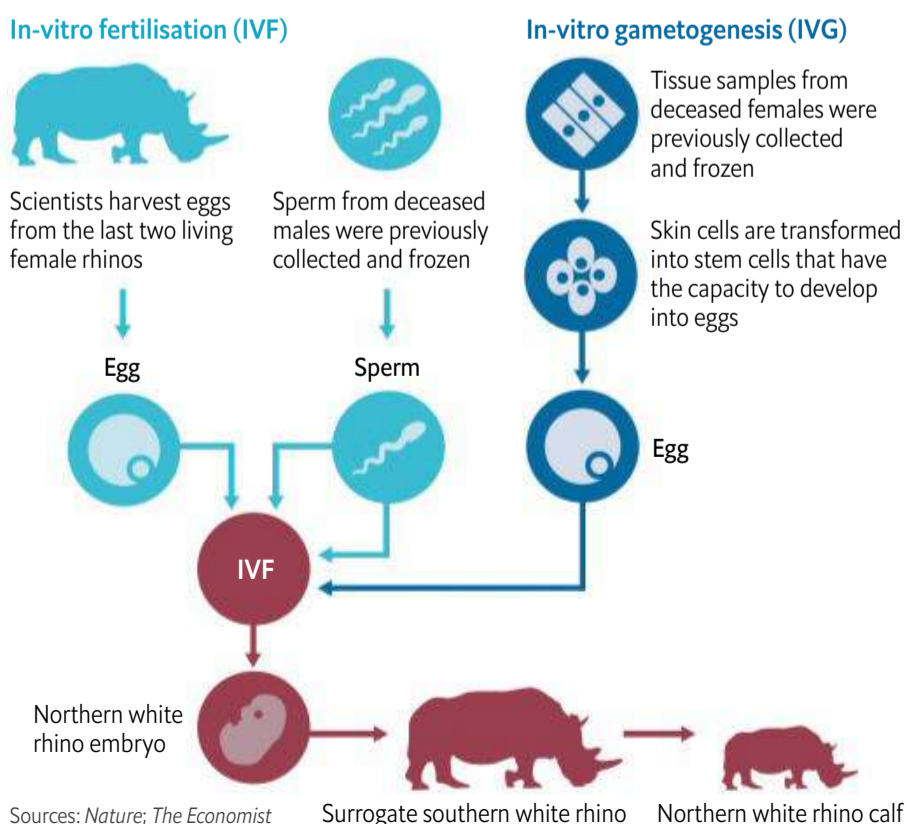 In-vitro fertilisation (IVF)
Scientists harvest eggs
from the last two living
female rhinos
Sperm from deceased
males were previously
collected and frozen
Egg
Sperm
In-vitro gametogenesis (IVG)
Tissue samples from
deceased females were
previously collected
and frozen
Skin cells are transformed
into stem cells that have
the capacity to develop
into eggs
Egg
IVF
Northern white
rhino embryo
Surrogate southern white rhino
Northern white rhino calf
Sources: Nature; The Economist